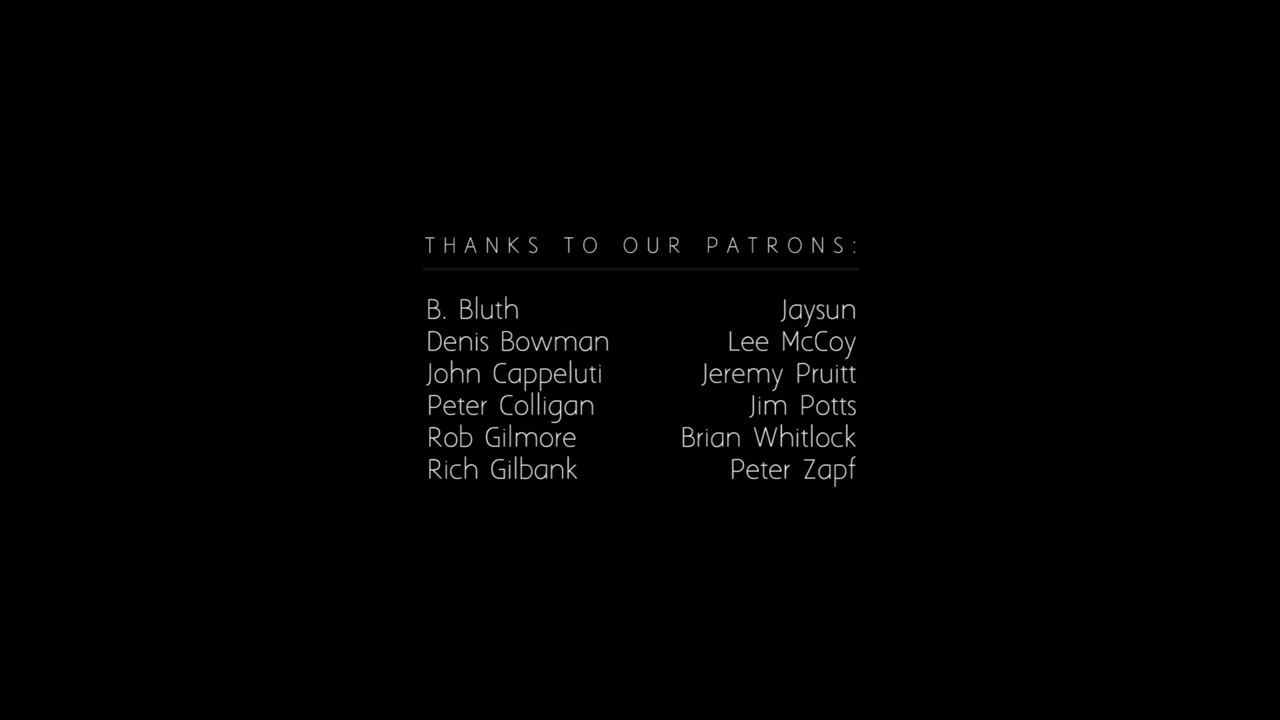 THANKS TO OUR PATRONS:
B. Bluth
Denis Bowman
John Cappeluti
Peter Colligan
Rob Gilmore
Rich Gilbank
Jaysun
Lee McCoy
Jeremy Pruitt
Jim Potts
Brian Whitlock
Peter Zapf